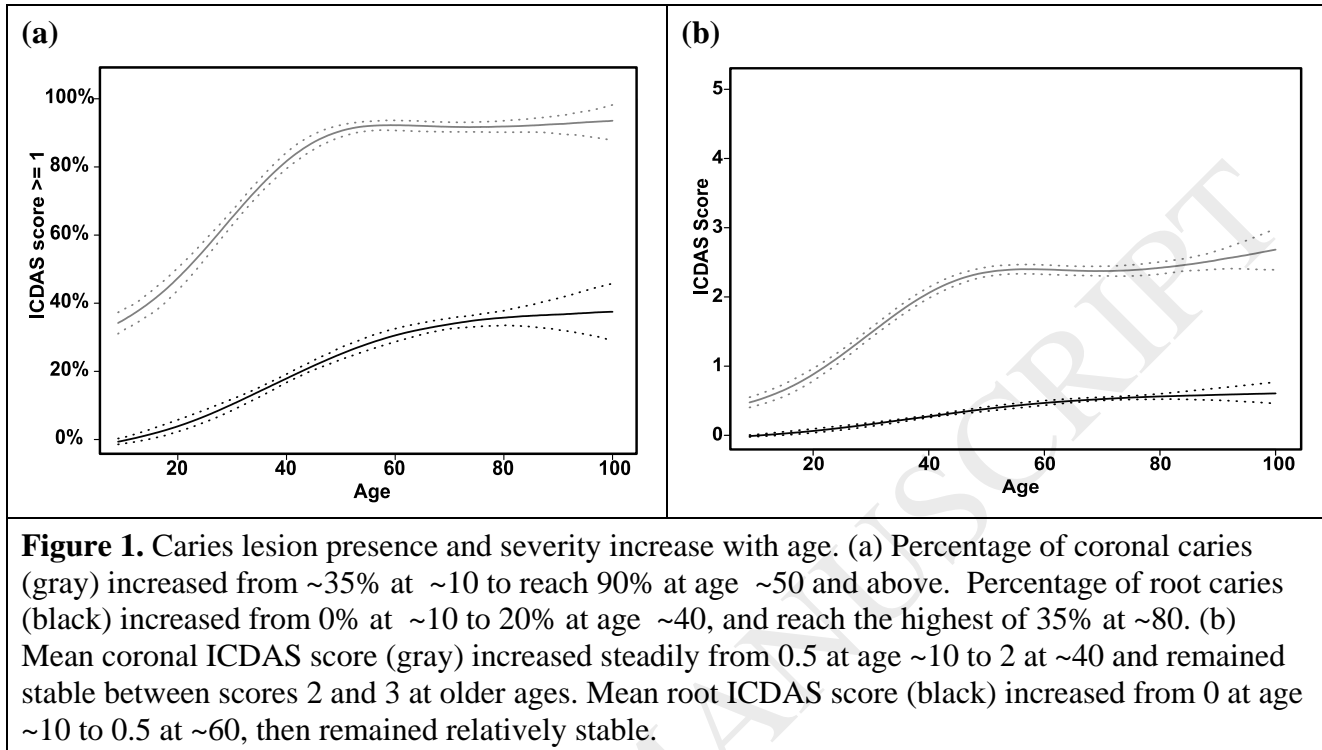 (a)
100%
80%
60%
40%
20%
0%
ICDAS score >= 1
20 40 60 80 100
Age
(b)
5
4
3
2
1
0
ICDAS Score
20 40 60 80 100
Age
Figure 1. Caries lesion presence and severity increase with age. (a) Percentage of coronal caries
(gray) increased from ~35% at ~10 to reach 90% at age ~50 and above. Percentage of root caries
(black) increased from 0% at ~10 to 20% at age ~40, and reach the highest of 35% at ~80. (b)
Mean coronal ICDAS score (gray) increased steadily from 0.5 at age ~10 to 2 at ~40 and remained
stable between scores 2 and 3 at older ages. Mean root ICDAS score (black) increased from 0 at age
~10 to 0.5 at ~60, then remained relatively stable.
MANUSCRIPT